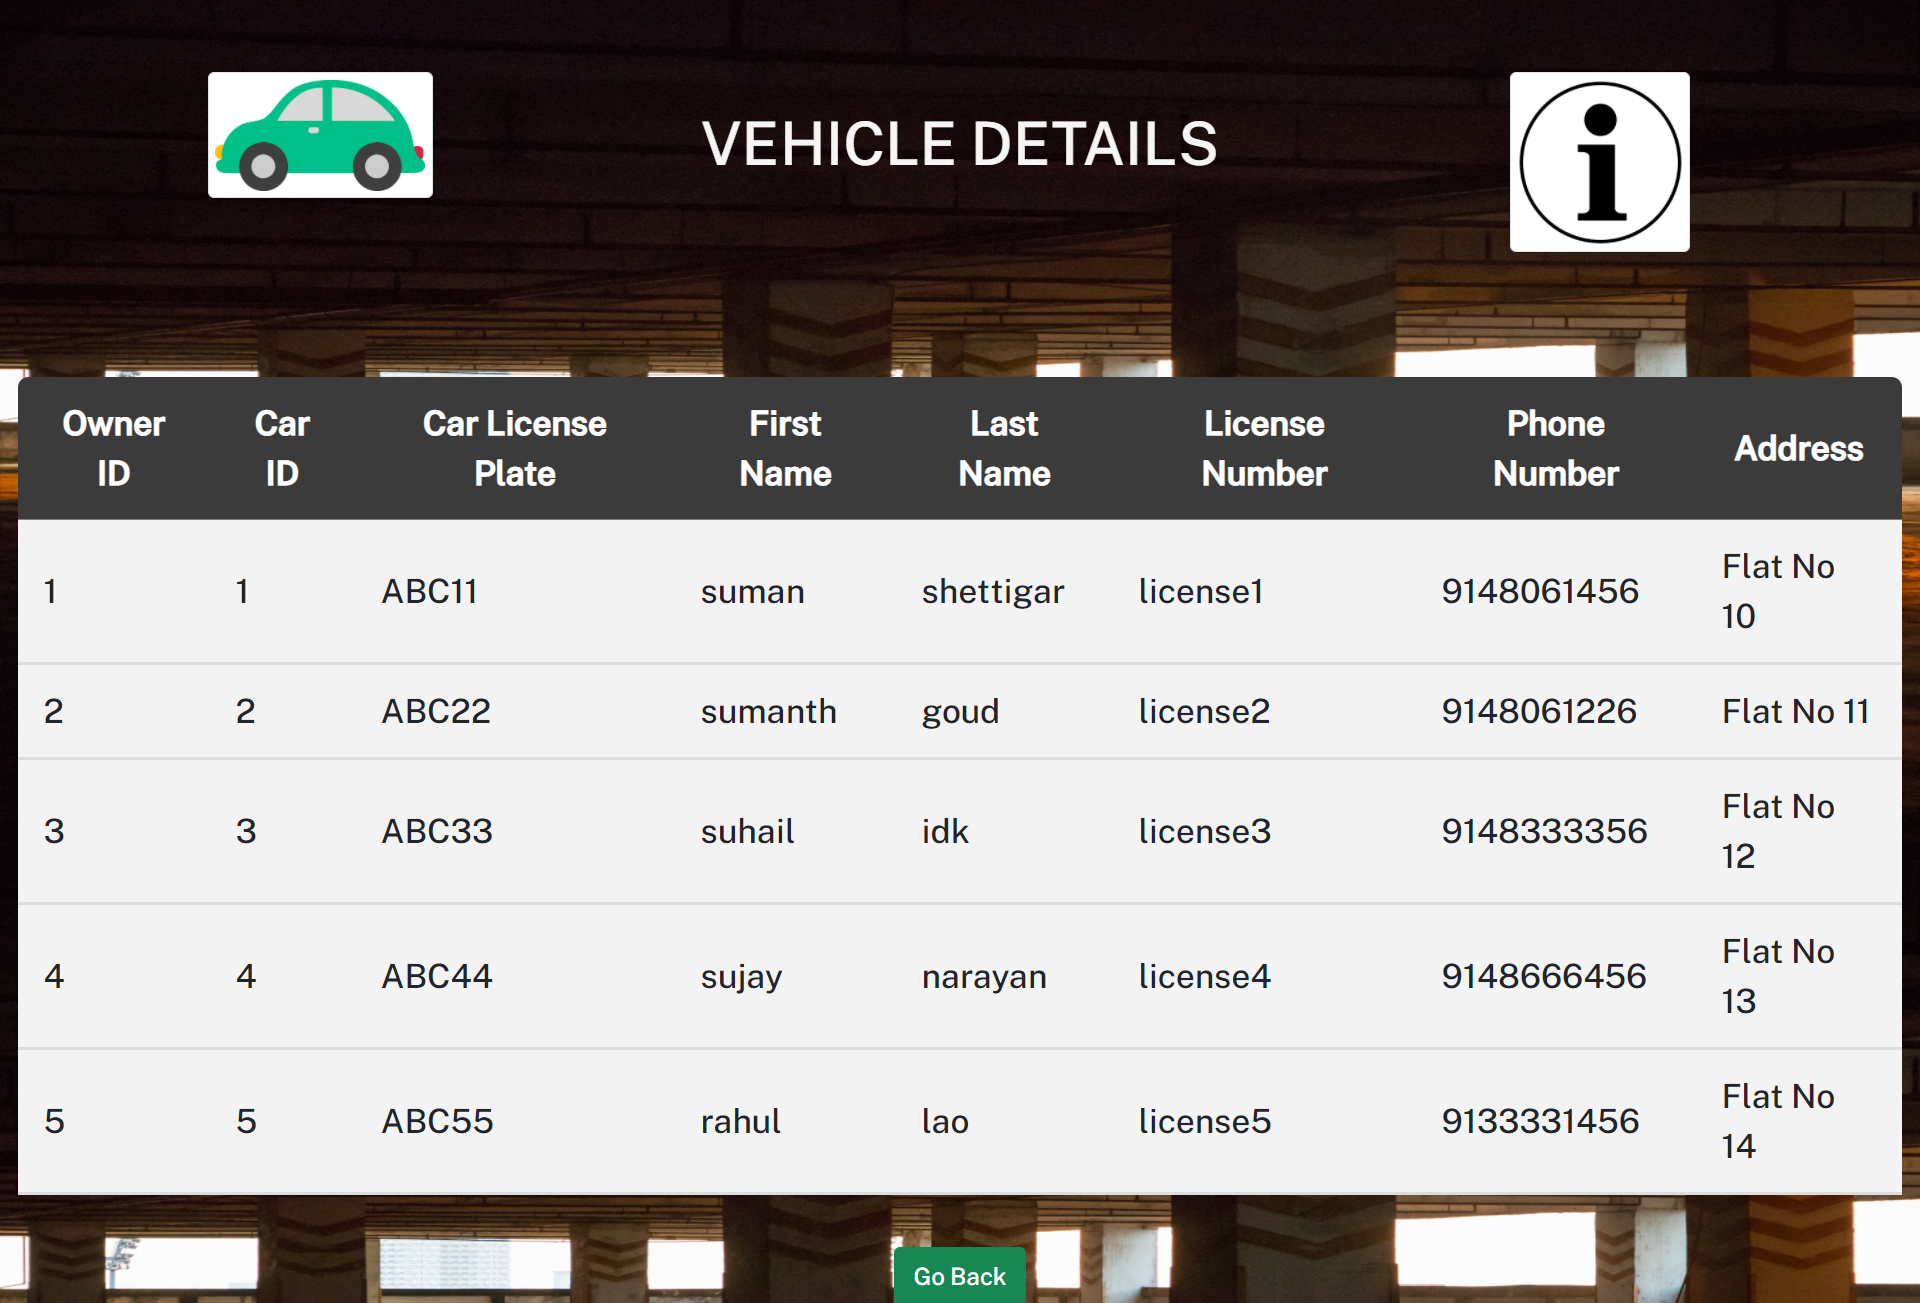 VEHICLE DETAILS
i
Owner ID Car ID Car License Plate First Name Last Name License Number Phone Number Address
1 1 ABC11 suman shettigar license1 9148061456 Flat No 10
2 2 ABC22 sumanth goud license2 9148061226 Flat No 11
3 3 ABC33 suhail idk license3 9148333356 Flat No 12
4 4 ABC44 sujay narayan license4 9148666456 Flat No 13
5 5 ABC55 rahul lao license5 9133331456 Flat No 14
Go Back